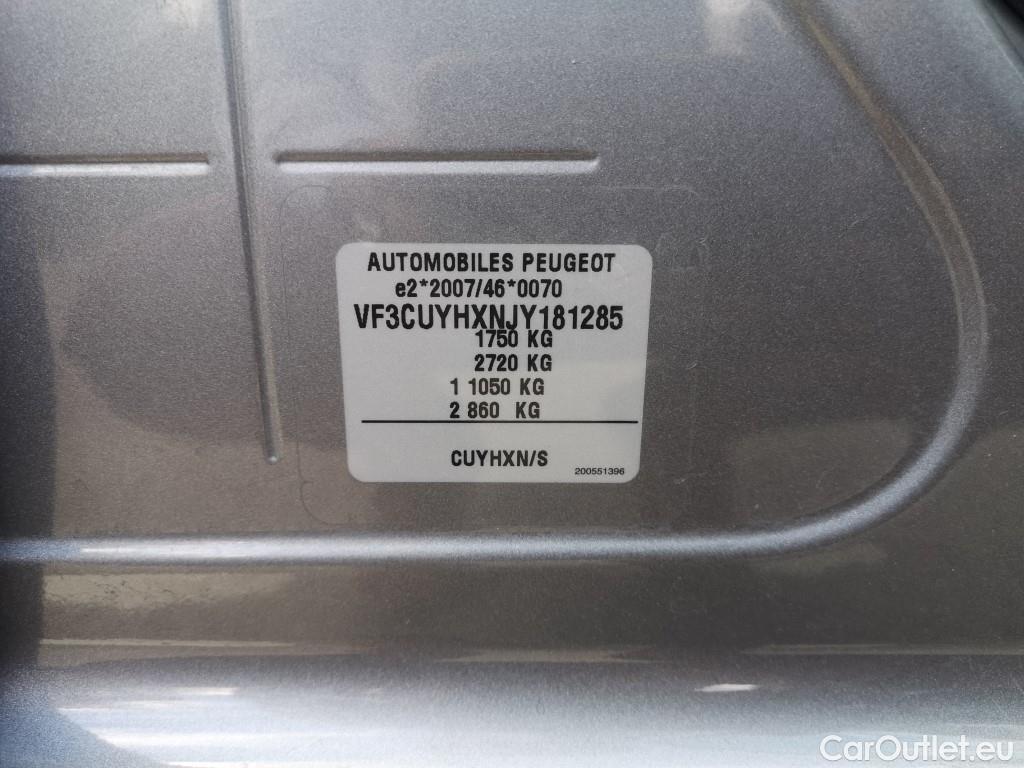 AUTOMOBILES PEUGEOT
e2*2007/46*0070
VF3CUYHXNJY181285
1750 KG
2720 KG
1 1050 KG
2 860 KG
CUYHXN/S
200551396
CarOutlet.eu